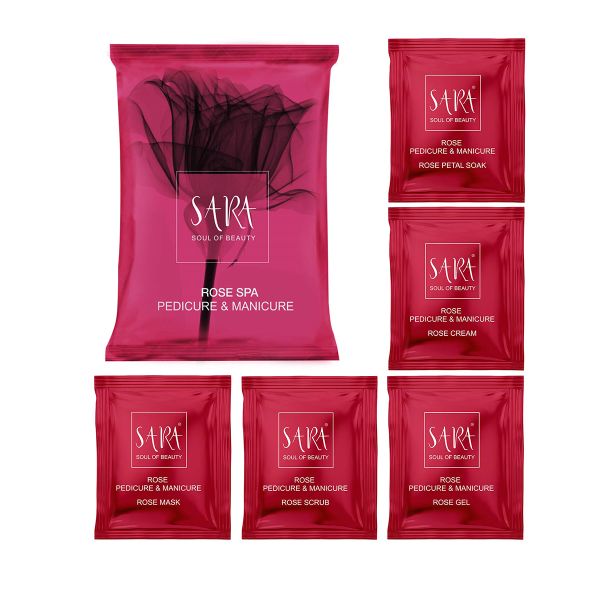 SARA
SOUL OF BEAUTY
ROSE SPA
PEDICURE & MANICURE
SARA®
SOUL OF BEAUTY
ROSE
PEDICURE & MANICURE
ROSE PETAL SOAK
SARA®
SOUL OF BEAUTY
ROSE
PEDICURE & MANICURE
ROSE CREAM
SARA®
SOUL OF BEAUTY
ROSE
PEDICURE & MANICURE
ROSE MASK
SARA®
SOUL OF BEAUTY
ROSE
PEDICURE & MANICURE
ROSE SCRUB
SARA®
SOUL OF BEAUTY
ROSE
PEDICURE & MANICURE
ROSE GEL